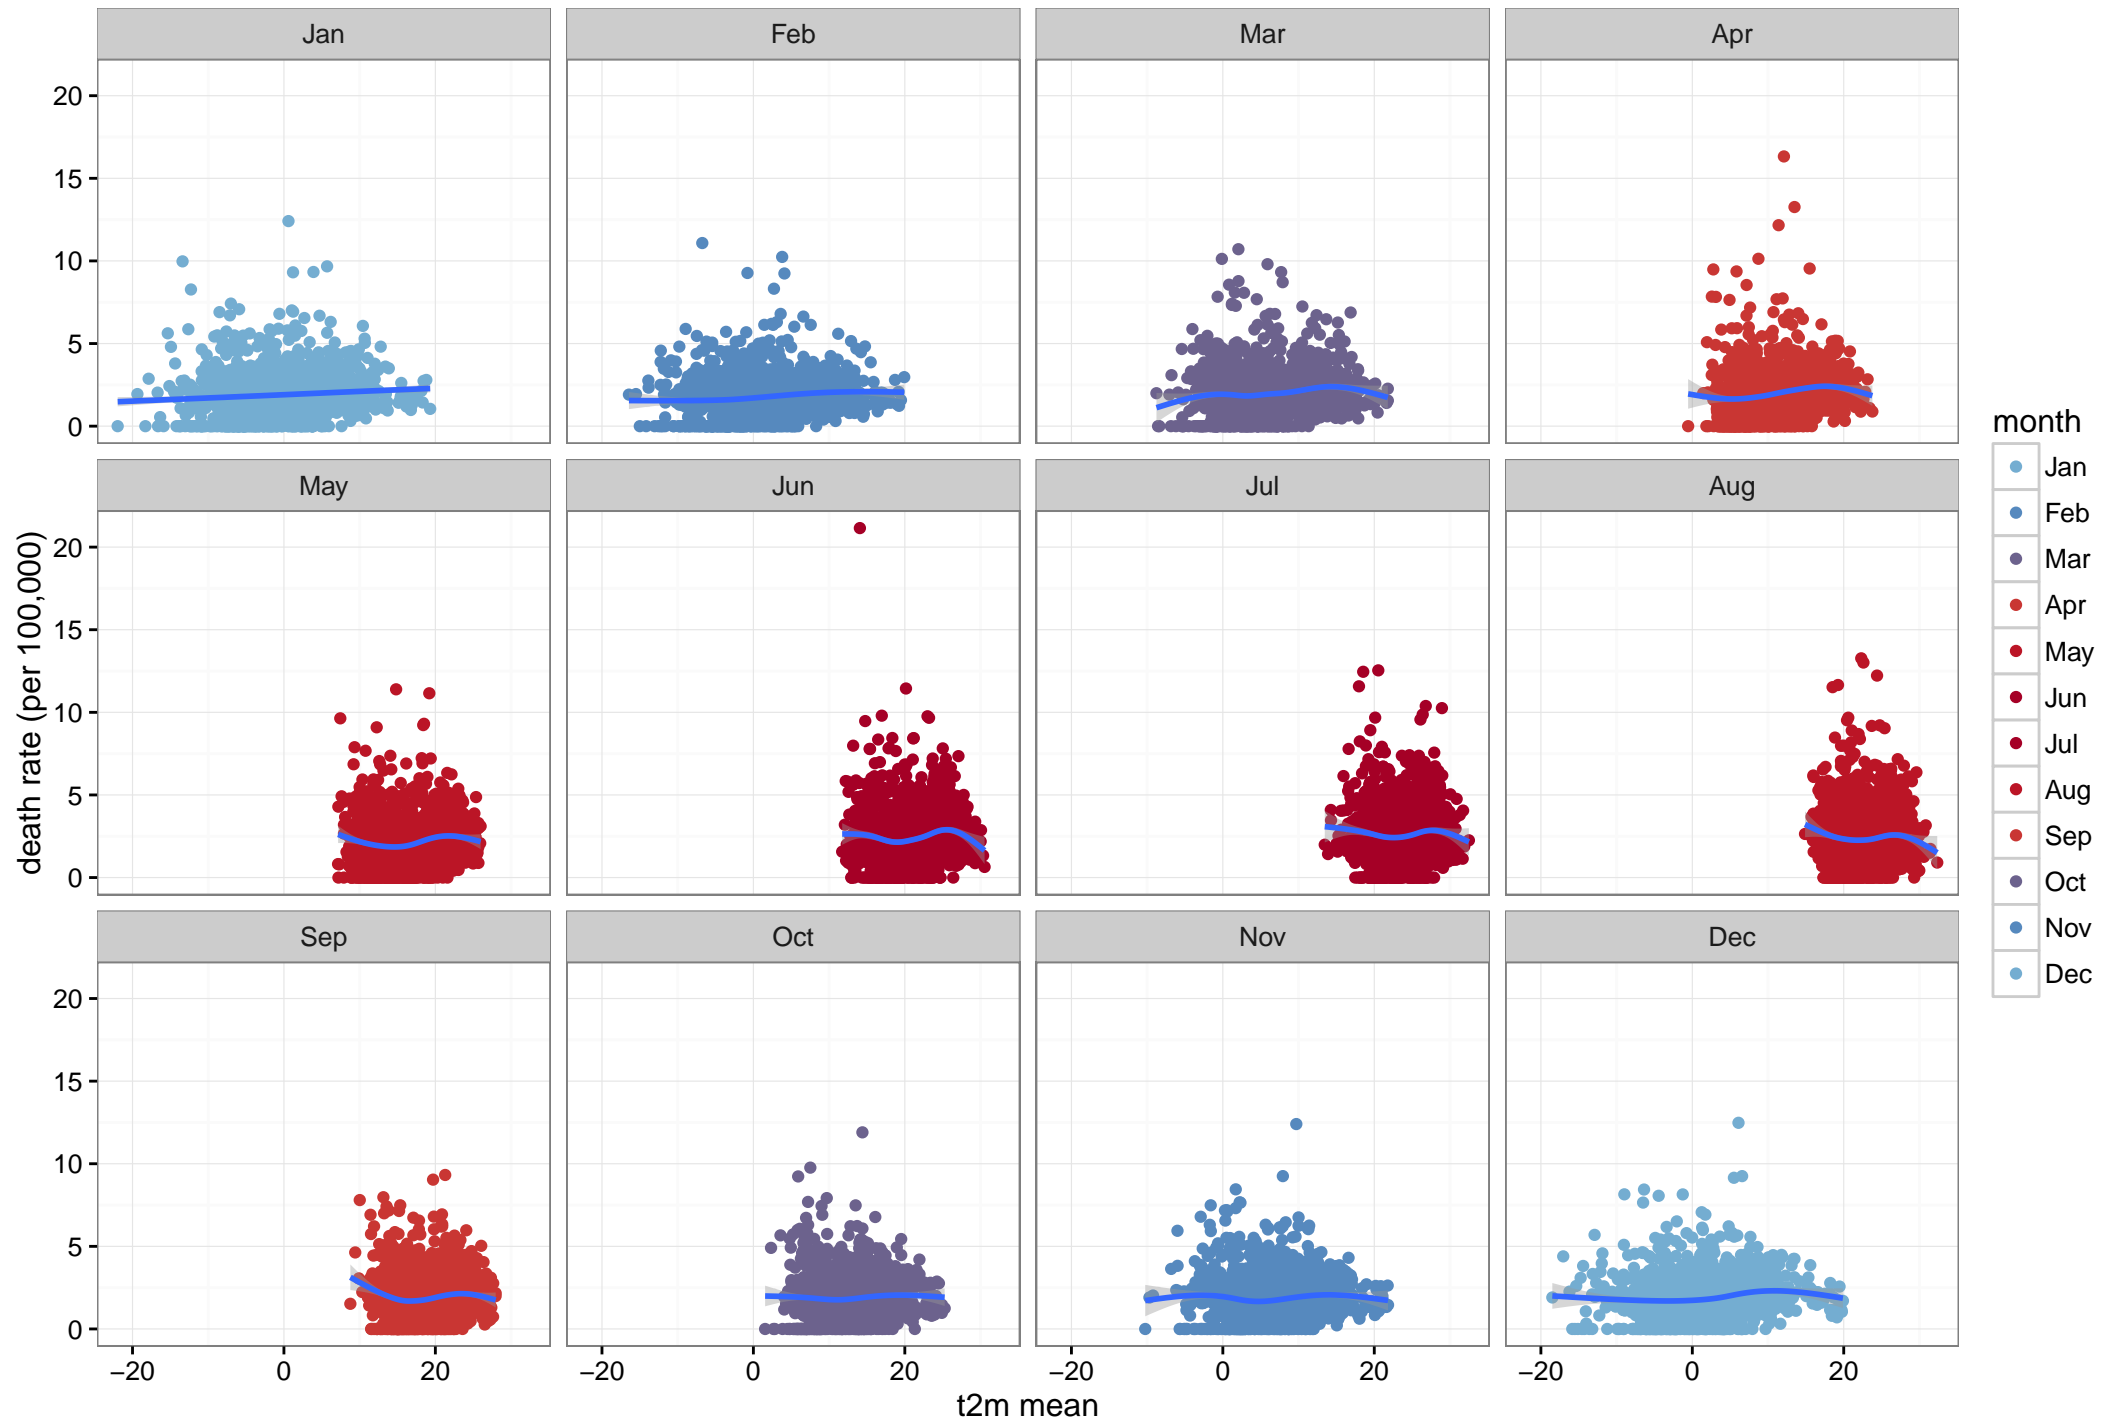 Jan Feb Mar Apr
20
15
10
5
0
May Jun Jul Aug
20
15
10
5
0
Sep Oct Nov Dec
20
15
10
5
0
−20 0 20 −20 0 20 −20 0 20 −20 0 20
t2m mean
death rate (per 100,000)
month
Jan
Feb
Mar
Apr
May
Jun
Jul
Aug
Sep
Oct
Nov
Dec